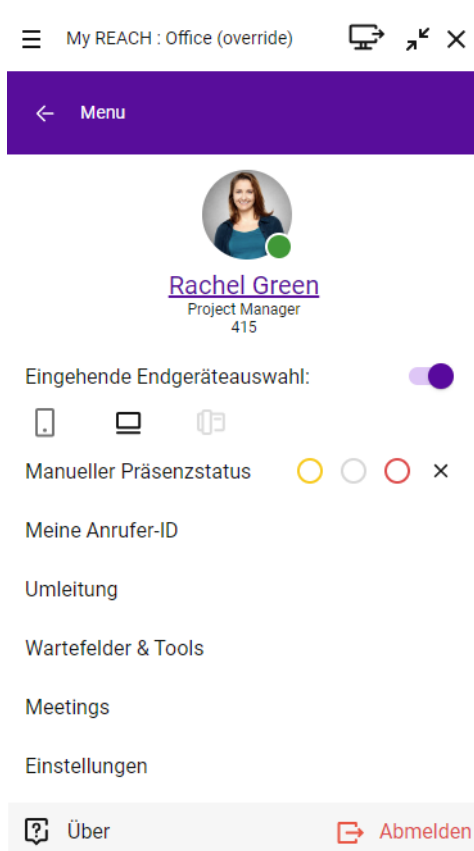 My REACH : Office (override)
Menu
Rachel Green
Project Manager
415
Eingehende Endgeräteauswahl:
Manueller Präsenzstatus
Meine Anrufer-ID
Umleitung
Wartefelder & Tools
Meetings
Einstellungen
Über Abmelden